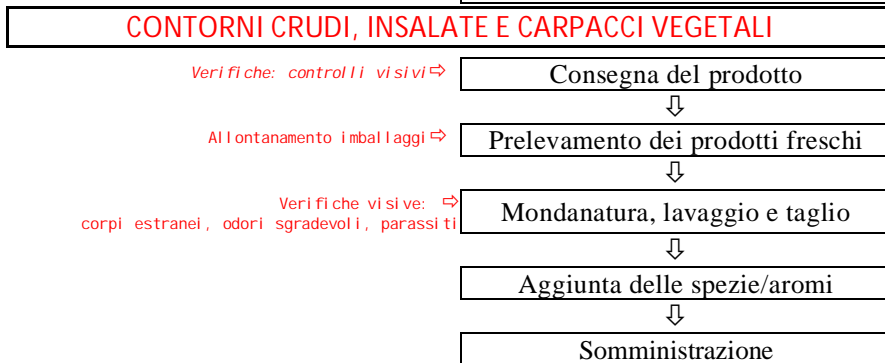 CONTORNI CRUDI, INSALATE E CARPACCI VEGETALI
Verifiche: controlli visivi⇨ Consegna del prodotto
⇩
Allontanamento imballaggi⇨ Prelevamento dei prodotti freschi
⇩
Verifiche visive: ⇨
corpi estranei, odori sgradevoli, parassiti
Mondanatura, lavaggio e taglio
⇩
Aggiunta delle spezie/aromi
⇩
Somministrazione